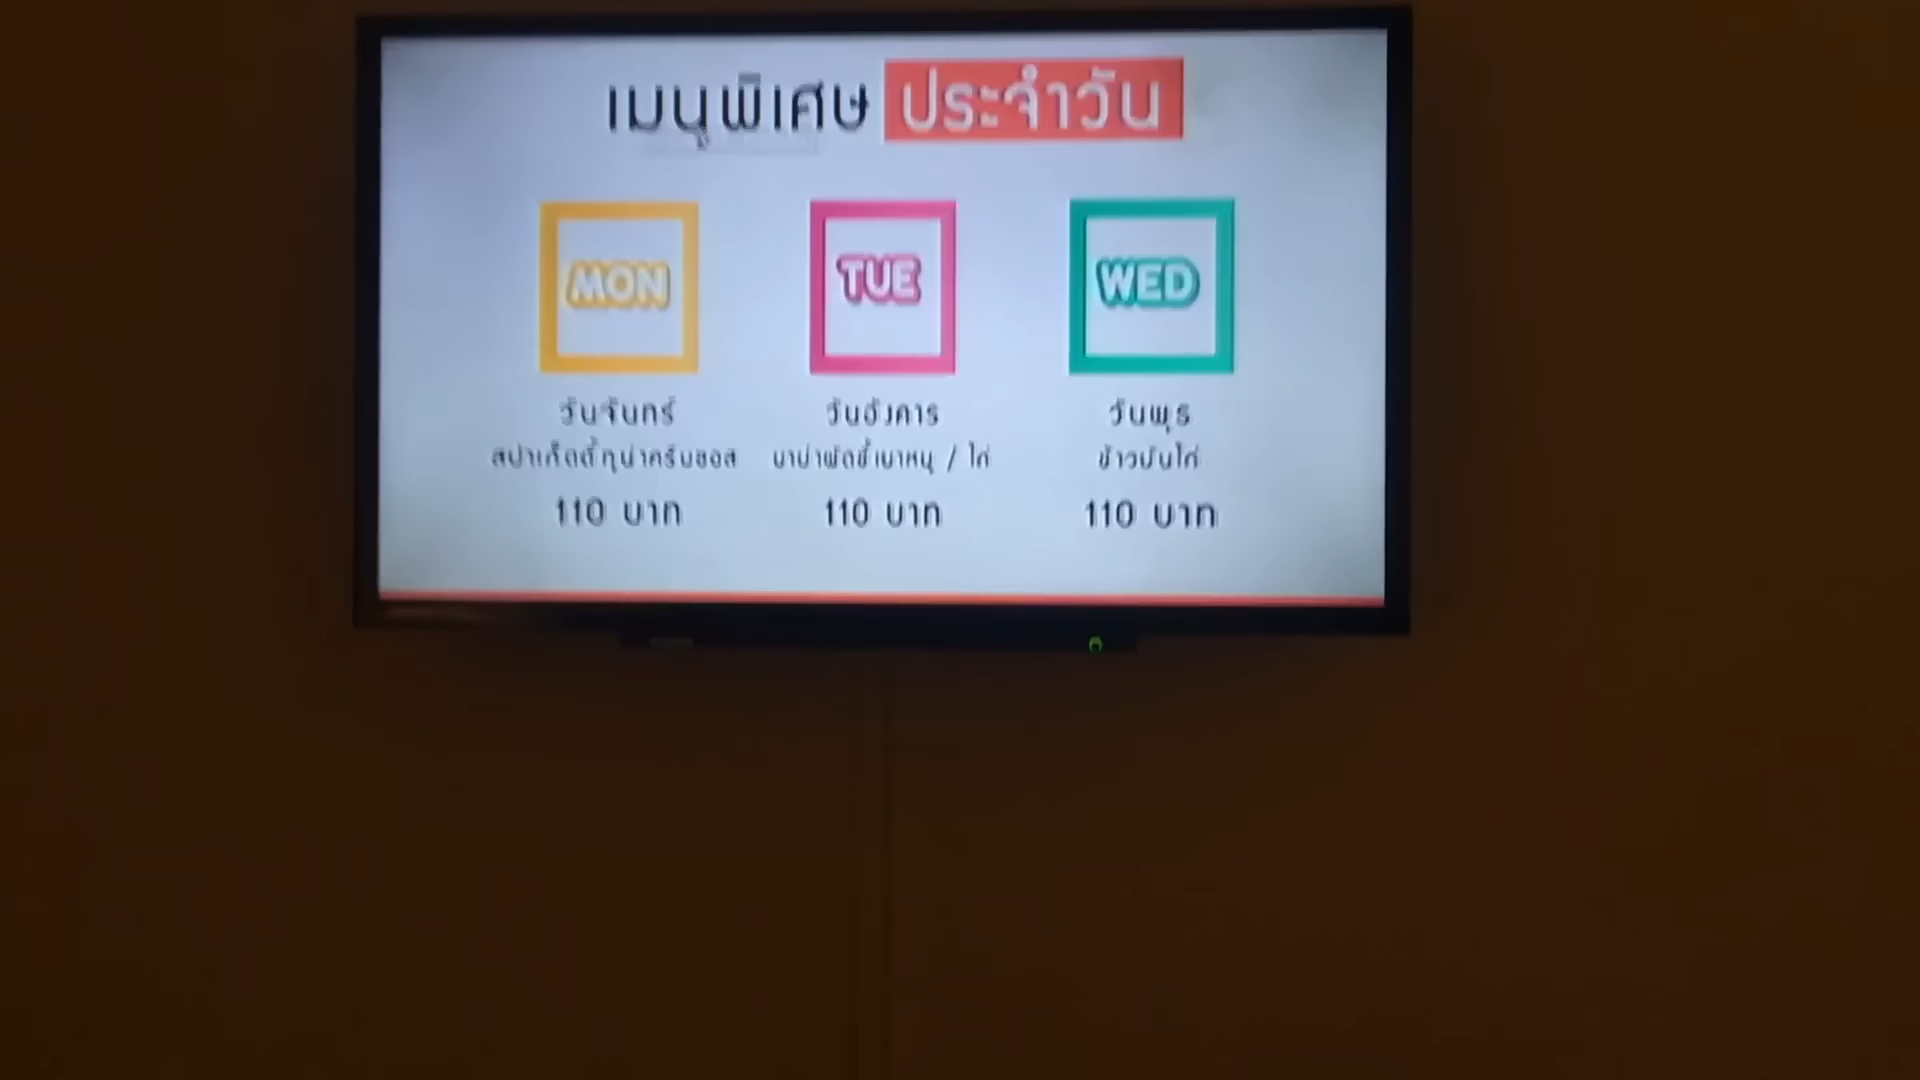 เมนูพิเศษ ประจำวัน
MON TUE WED
วันจันทร์ วันอังคาร วันพุธ
สปาเก็ตตี้ทูน่าครีมซอส มาม่าผัดขี้เมาหมู / ไก่ ข้าวมันไก่
110 บาท 110 บาท 110 บาท